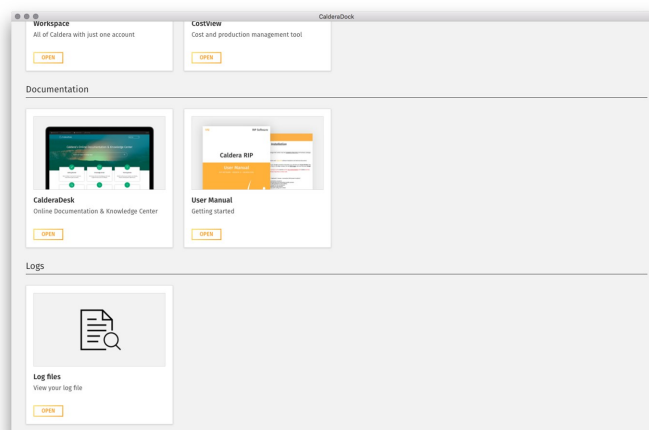 CalderaDock
Workspace
All of Caldera with just one account
OPEN
CostView
Cost and production management tool
OPEN
Documentation
CalderaDesk
Online Documentation & Knowledge Center
OPEN
Caldera RIP
User Manual
User Manual
Getting started
OPEN
Logs
Log files
View your log file
OPEN